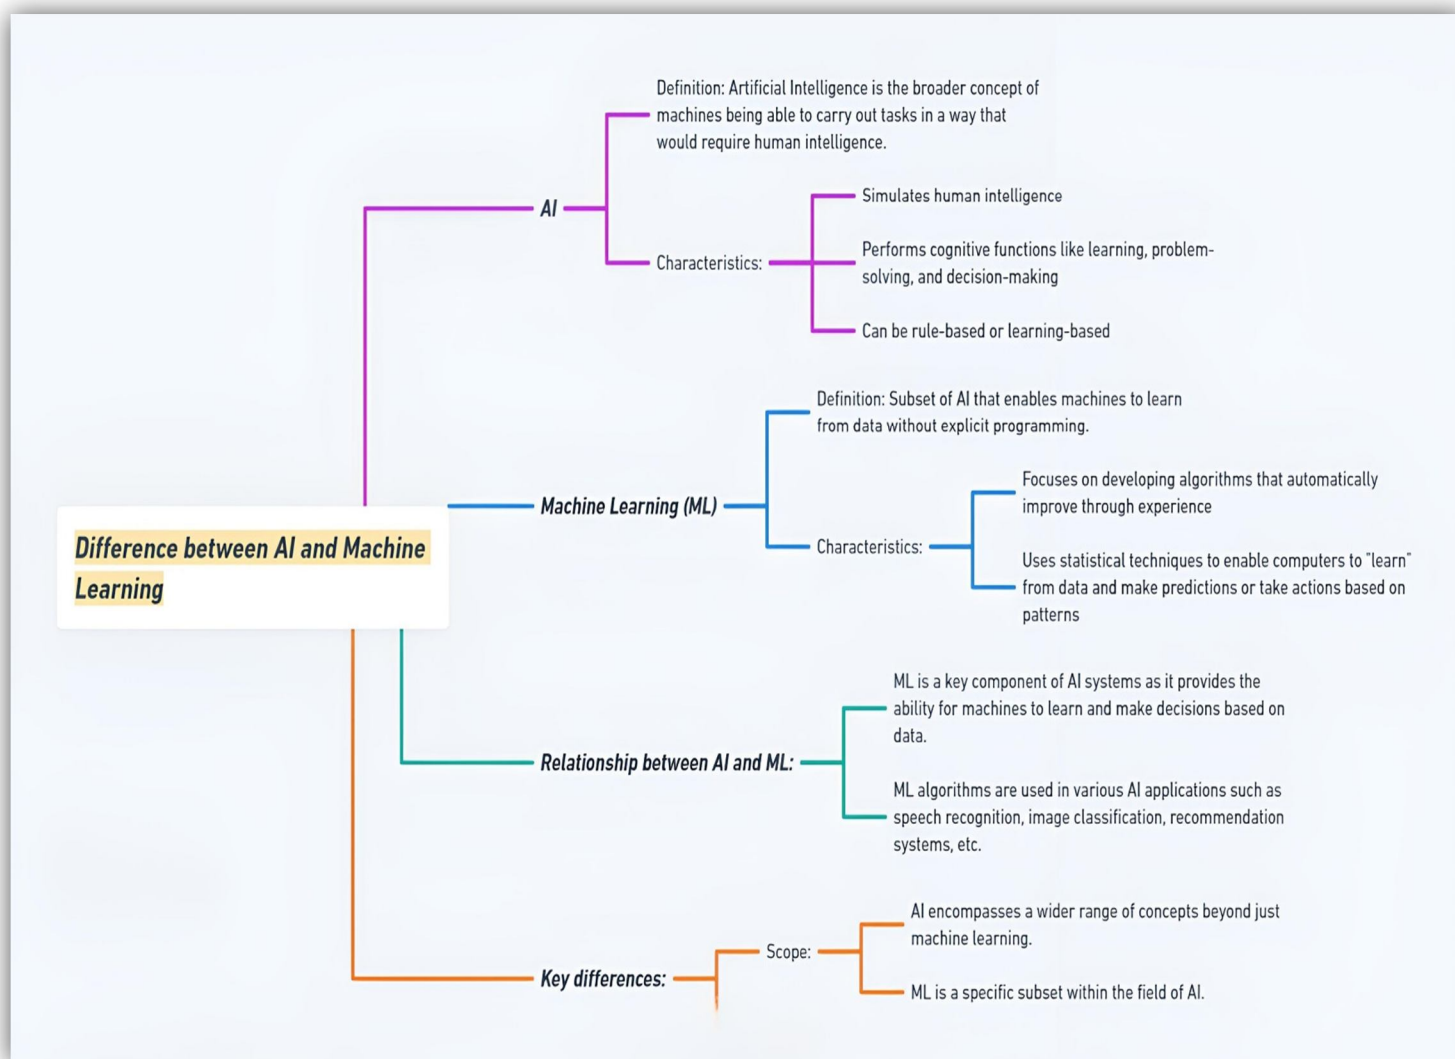 Definition: Artificial Intelligence is the broader concept of
machines being able to carry out tasks in a way that
would require human intelligence.
AI
Simulates human intelligence
Characteristics:
Performs cognitive functions like learning, problem-
solving, and decision-making
Can be rule-based or learning-based
Definition: Subset of AI that enables machines to learn
from data without explicit programming.
Machine Learning (ML)
Focuses on developing algorithms that automatically
improve through experience
Characteristics:
Uses statistical techniques to enable computers to "learn"
from data and make predictions or take actions based on
patterns
Difference between AI and Machine
Learning
ML is a key component of AI systems as it provides the
ability for machines to learn and make decisions based on
data.
Relationship between AI and ML:
ML algorithms are used in various AI applications such as
speech recognition, image classification, recommendation
systems, etc.
AI encompasses a wider range of concepts beyond just
machine learning.
Scope:
Key differences:
ML is a specific subset within the field of AI.